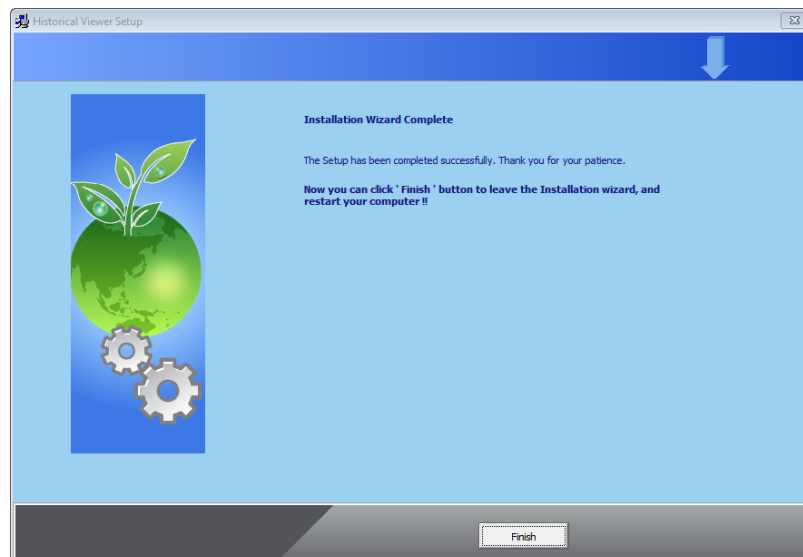 Historical Viewer Setup
Installation Wizard Complete
The Setup has been completed successfully. Thank you for your patience.
Now you can click ' Finish ' button to leave the Installation wizard, and
restart your computer !!
Finish